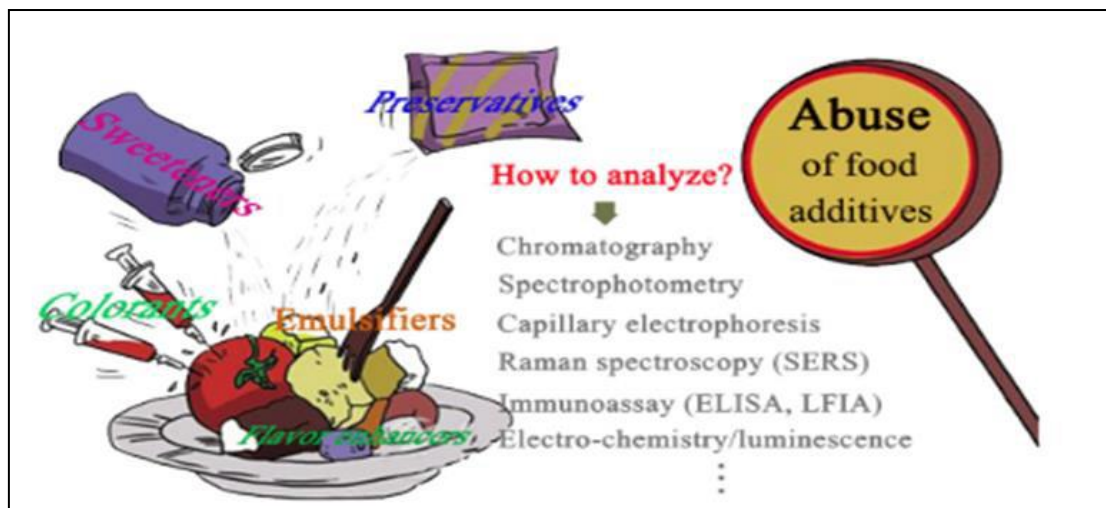 Sweeteners
Preservatives
Colorants
Emulsifiers
Flavor enhancers
How to analyze?
Chromatography
Spectrophotometry
Capillary electrophoresis
Raman spectroscopy (SERS)
Immunoassay (ELISA, LFIA)
Electro-chemistry/luminescence
⋮
Abuse
of food
additives